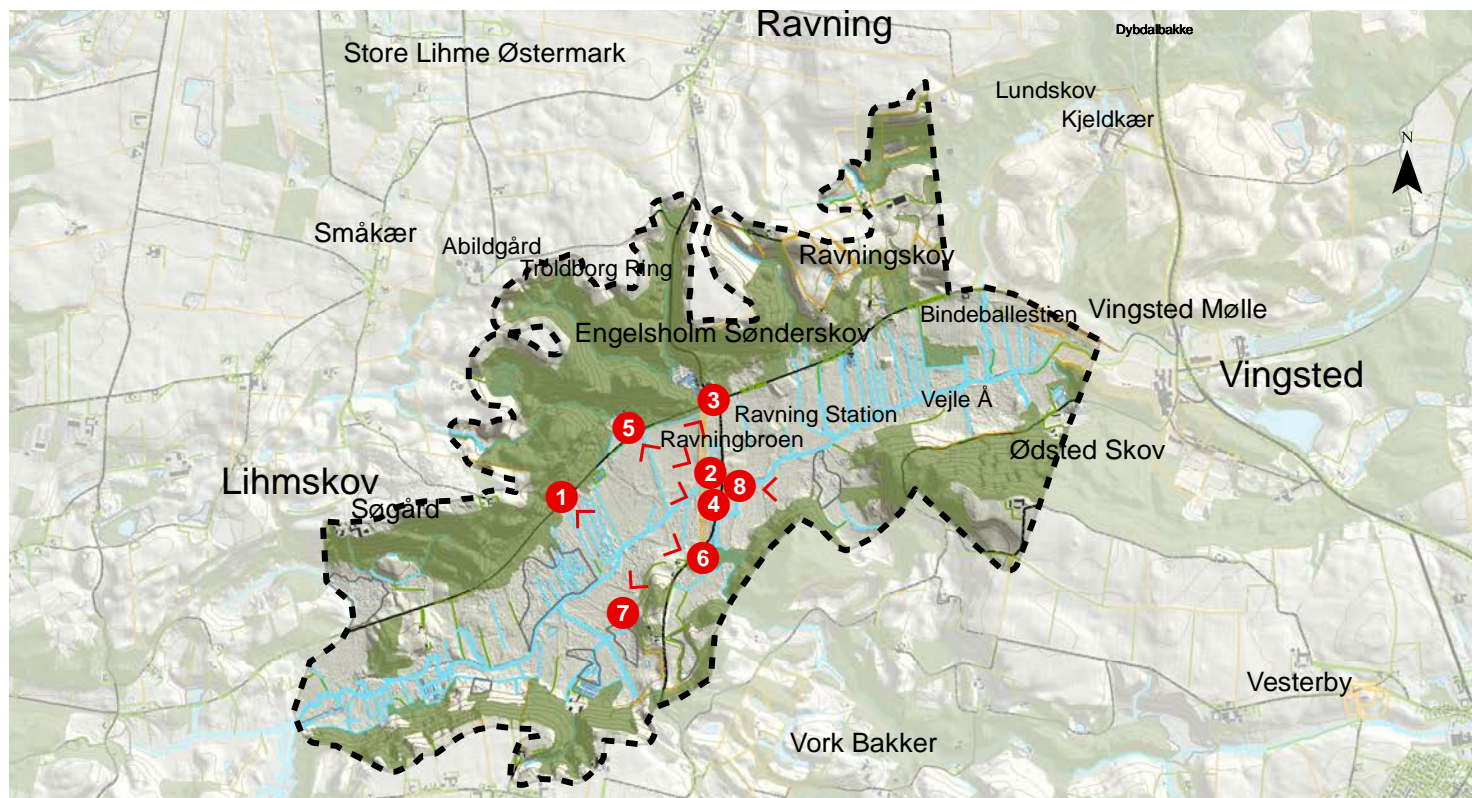 Ravning
Dybdalbakke
Store Lihme Østermark
Lundskov
Kjeldkær
N
Småkær
Abildgård
Troldborg Ring
Ravningskov
Bindeballestien
Vingsted Mølle
Engelsholm Sønderskov
Vingsted
3
Vejle Å
Ravning Station
5
Ravningbroen
Ødsted Skov
2
Lihmskov
8
1
4
Søgård
6
7
Vesterby
Vork Bakker